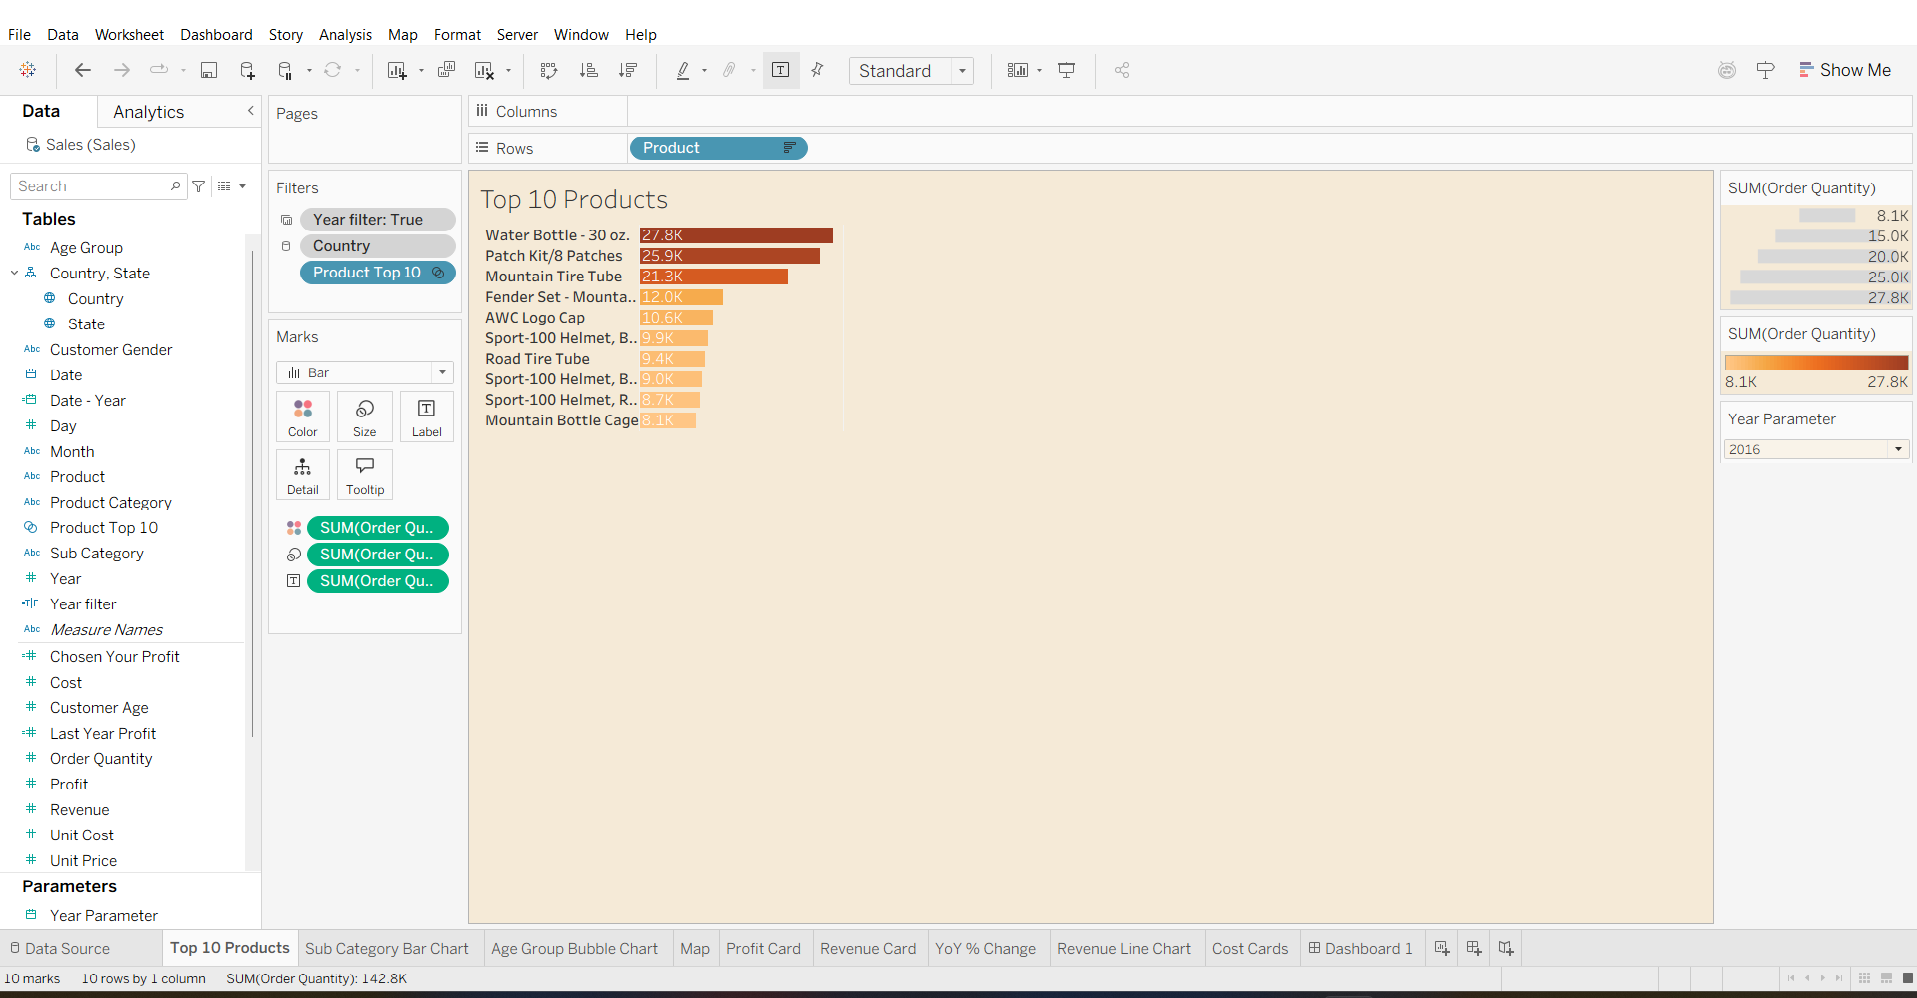 File Data Worksheet Dashboard Story Analysis Map Format Server Window Help
Standard
Show Me
Data Analytics
Sales (Sales)
Search
Tables
Abc Age Group
Country, State
Country
State
Abc Customer Gender
Date
Date - Year
Day
Abc Month
Abc Product
Abc Product Category
Product Top 10
Abc Sub Category
Year
Year filter
Abc Measure Names
Chosen Your Profit
Cost
Customer Age
Last Year Profit
Order Quantity
Profit
Revenue
Unit Cost
Unit Price
Parameters
Year Parameter
Pages
Filters
Year filter: True
Country
Product Top 10
Marks
Bar
Color Size Label
Detail Tooltip
SUM(Order Qu..
SUM(Order Qu..
SUM(Order Qu..
Columns
Rows Product
Top 10 Products
Water Bottle - 30 oz. 27.8K
Patch Kit/8 Patches 25.9K
Mountain Tire Tube 21.3K
Fender Set - Mounta.. 12.0K
AWC Logo Cap 10.6K
Sport-100 Helmet, B.. 9.9K
Road Tire Tube 9.4K
Sport-100 Helmet, B.. 9.0K
Sport-100 Helmet, R.. 8.7K
Mountain Bottle Cage 8.1K
SUM(Order Quantity)
8.1K
15.0K
20.0K
25.0K
27.8K
SUM(Order Quantity)
8.1K 27.8K
Year Parameter
2016
Data Source Top 10 Products Sub Category Bar Chart Age Group Bubble Chart Map Profit Card Revenue Card YoY % Change Revenue Line Chart Cost Cards Dashboard 1
10 marks 10 rows by 1 column SUM(Order Quantity): 142.8K